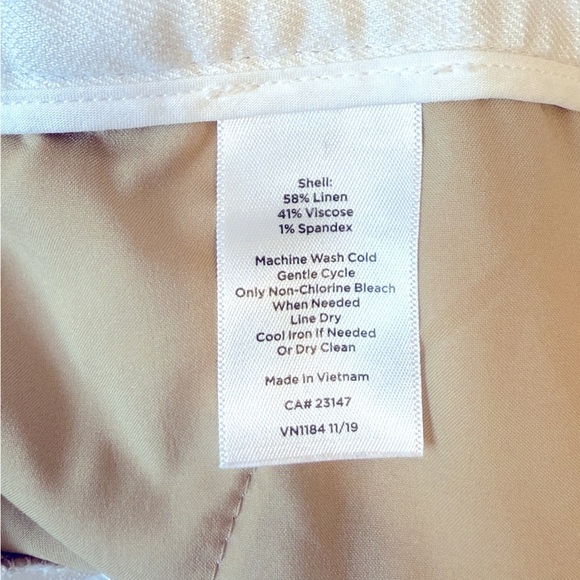 Shell:
58% Linen
41% Viscose
1% Spandex
Machine Wash Cold
Gentle Cycle
Only Non-Chlorine Bleach
When Needed
Line Dry
Cool Iron If Needed
Or Dry Clean
Made In Vietnam
CA# 23147
VN1184 11/19